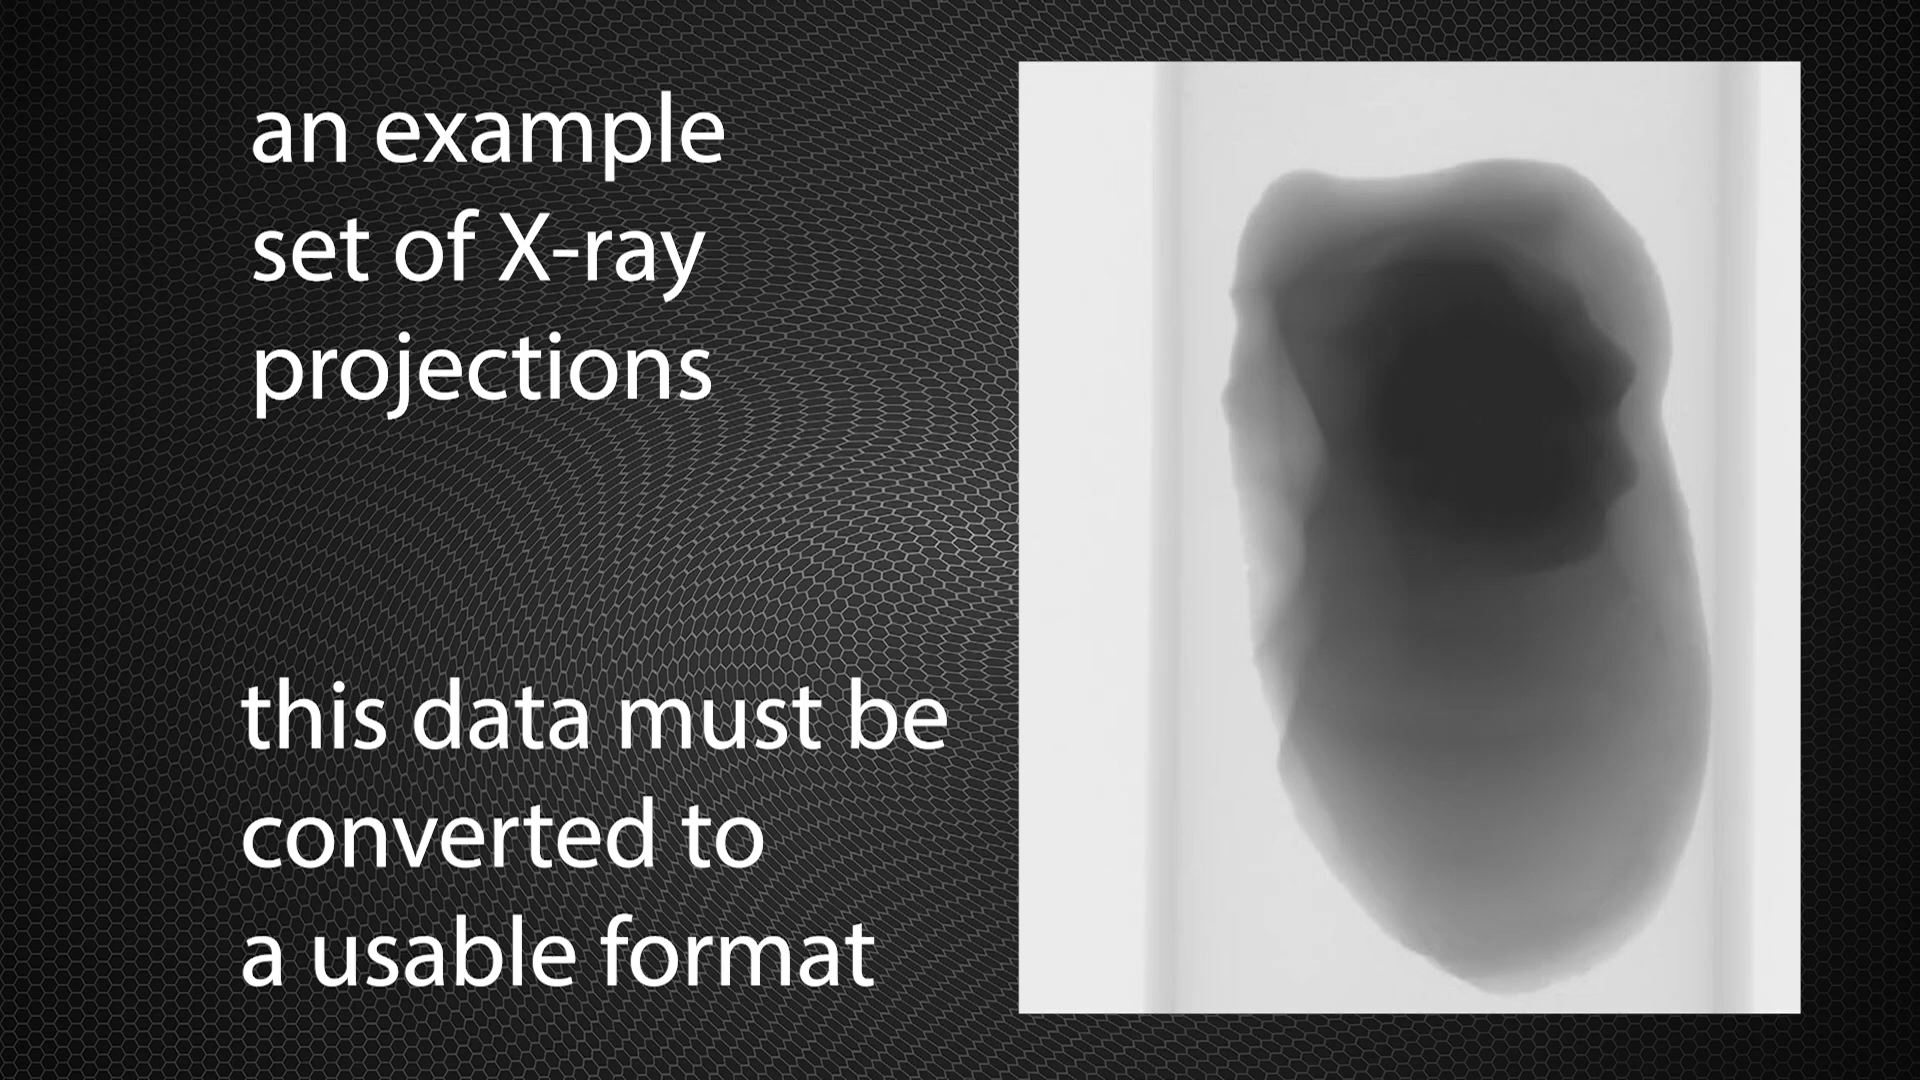 an example
set of X-ray
projections
this data must be
converted to
a usable format